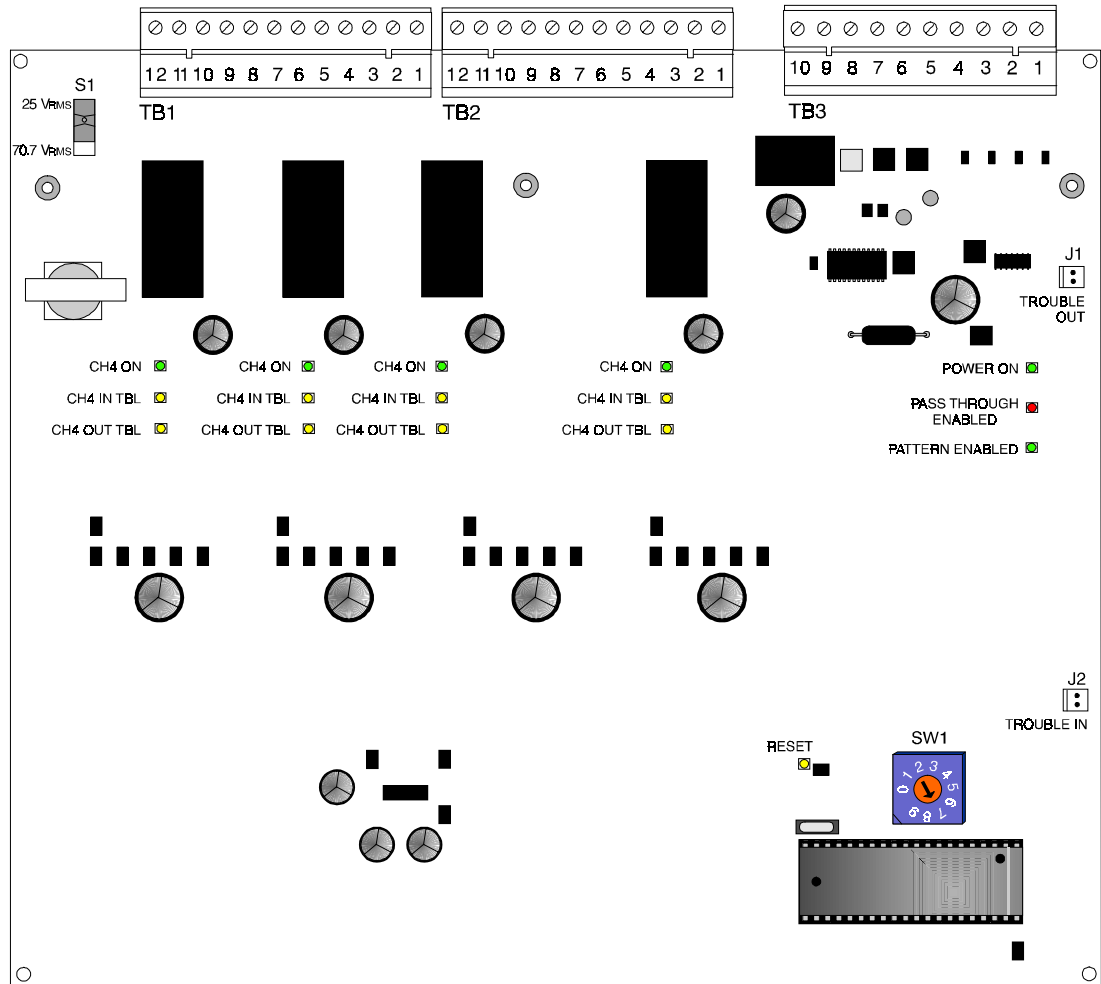 12 11 10 9 8 7 6 5 4 3 2 1
12 11 10 9 8 7 6 5 4 3 2 1
10 9 8 7 6 5 4 3 2 1
S1
25 VRMS
70.7 VRMS
TB1
TB2
TB3
J1
TROUBLE
OUT
CH4 ON
CH4 ON
CH4 ON
CH4 ON
POWER ON
CH4 IN TBL
CH4 IN TBL
CH4 IN TBL
CH4 IN TBL
PASS THROUGH
ENABLED
CH4 OUT TBL
CH4 OUT TBL
CH4 OUT TBL
CH4 OUT TBL
PATTERN ENABLED
J2
TROUBLE IN
RESET
SW1
0 1 2 3 4 5 6 7 8 9